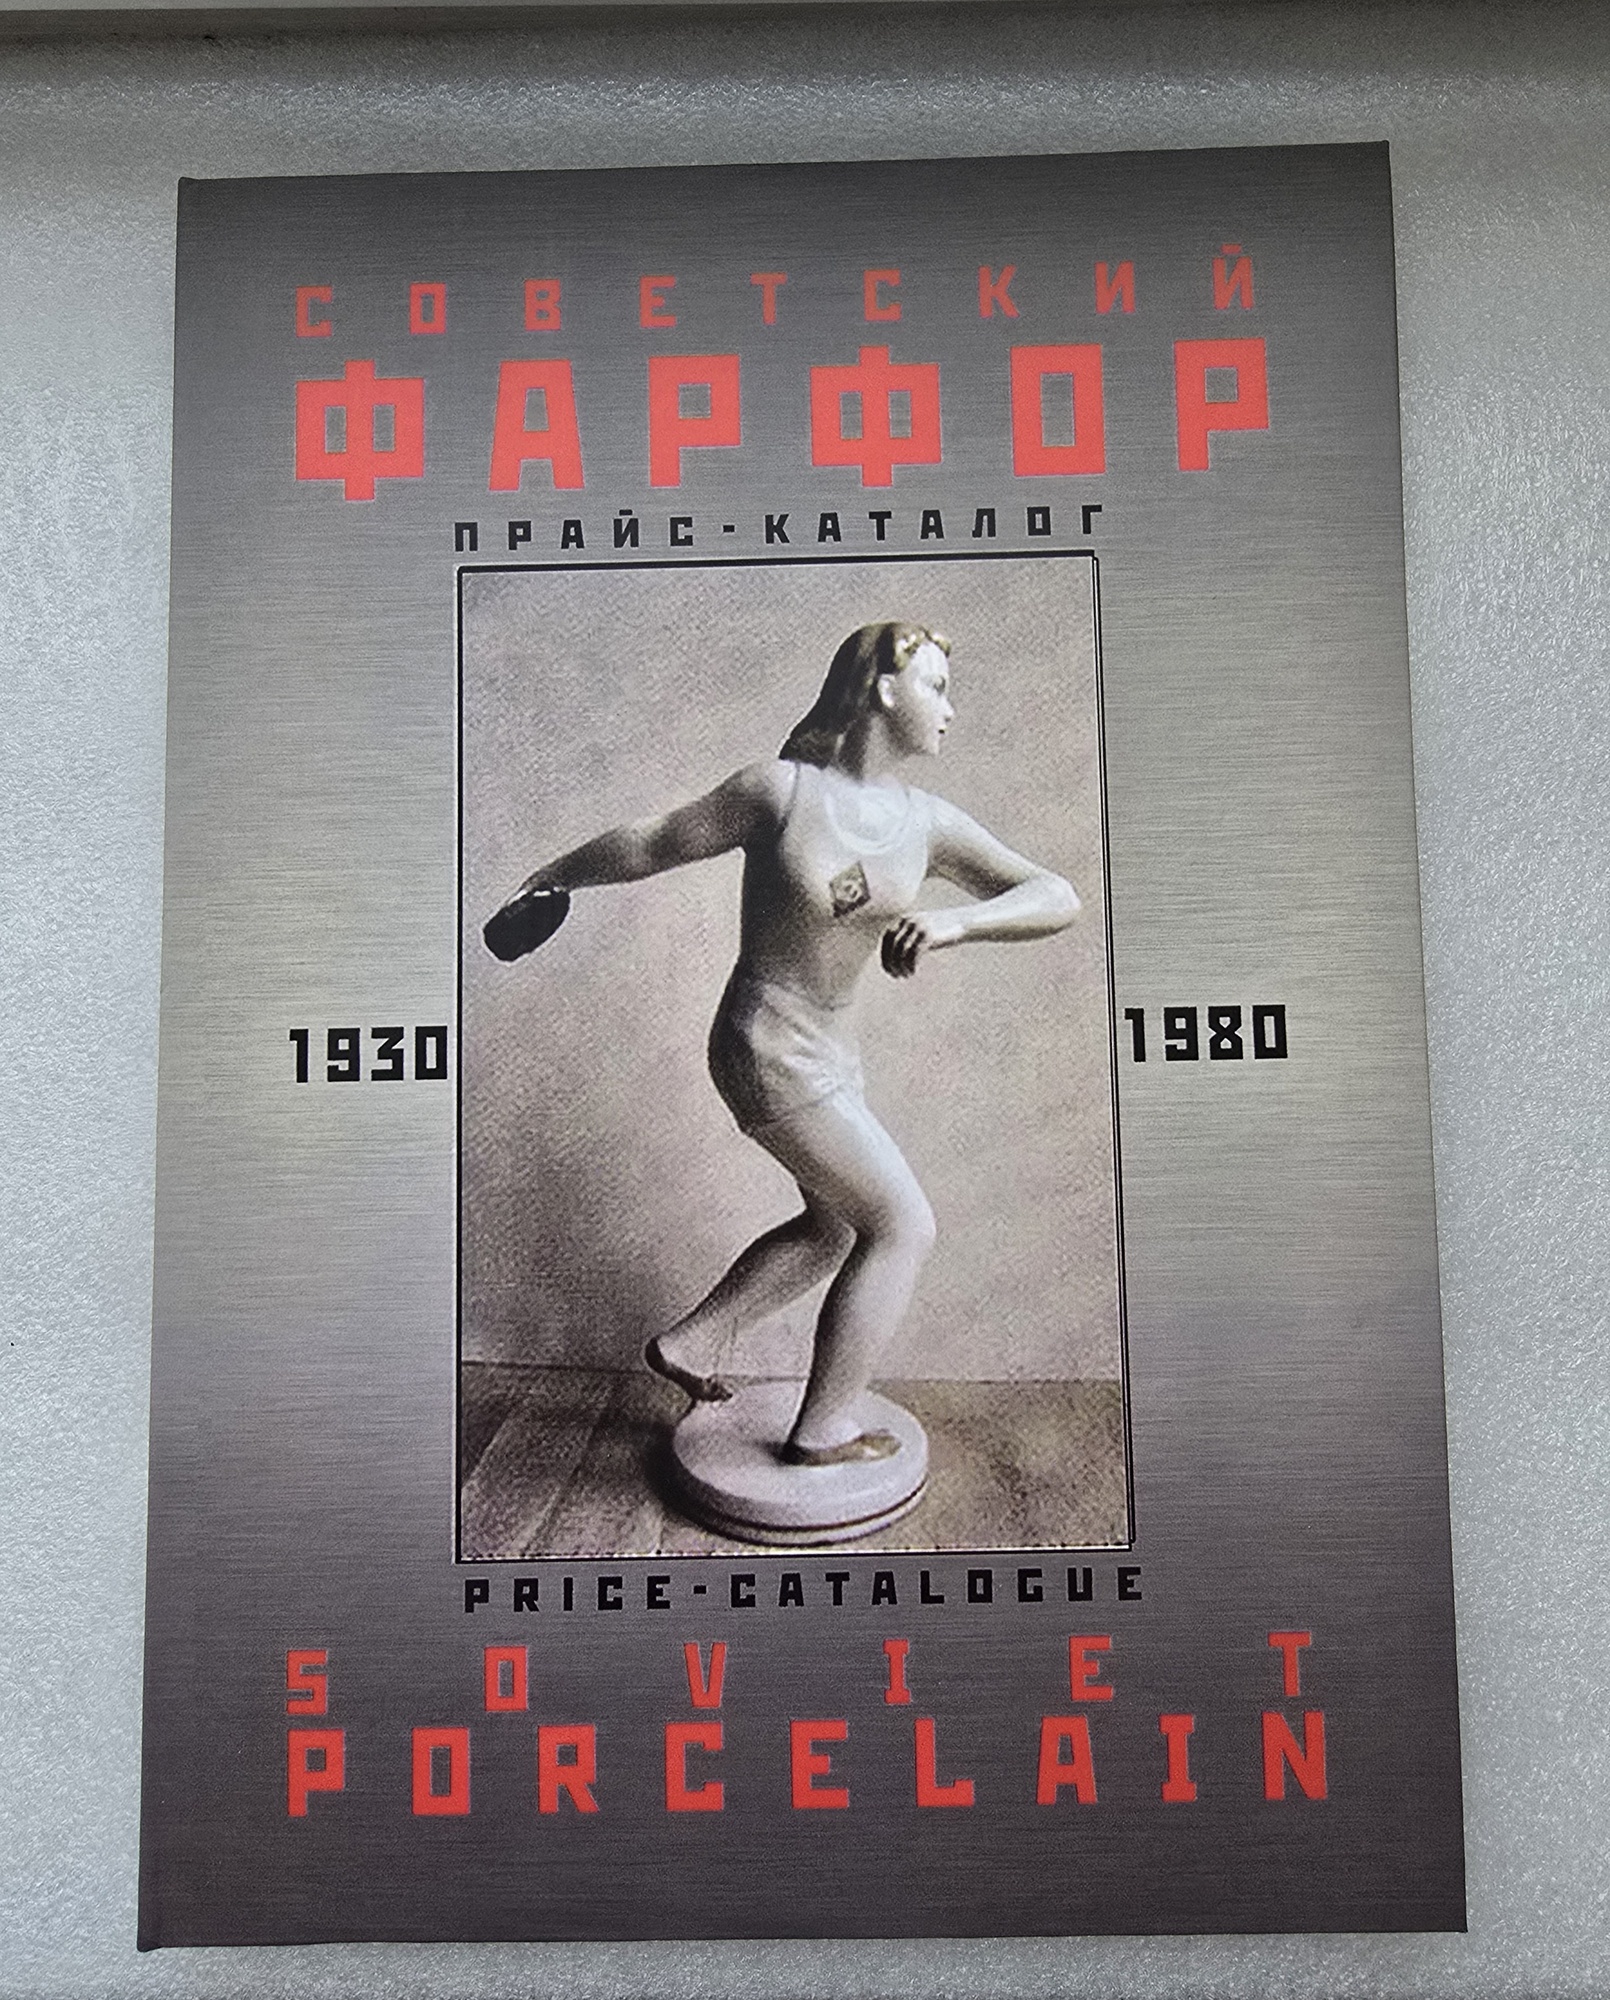 СОВЕТСКИЙ
ФАРФОР
ПРАЙС-КАТАЛОГ
1930
1980
PRICE-CATALOGUE
SOVIET
PORCELAIN